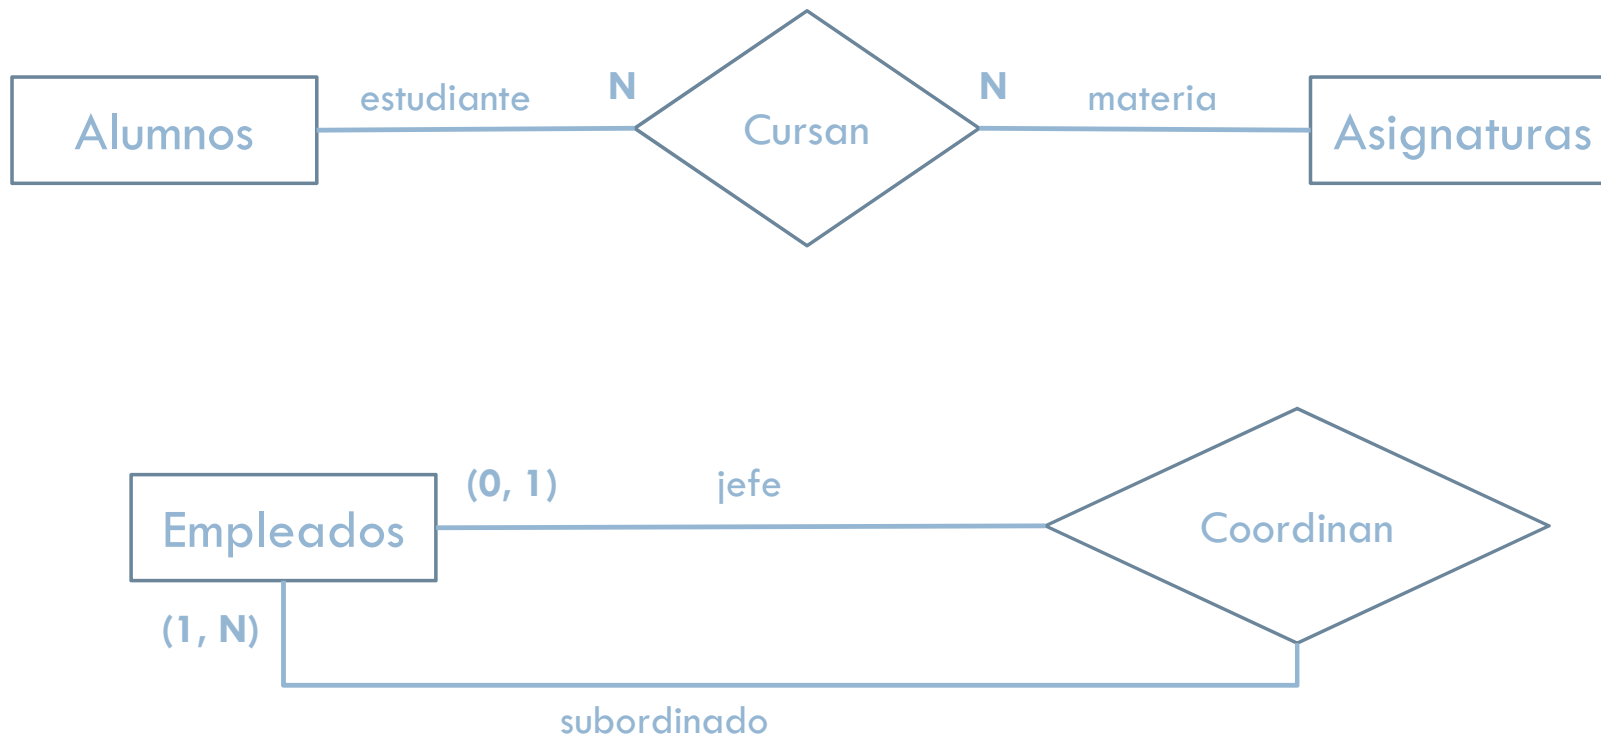 estudiante N N materia
Alumnos Cursan Asignaturas
(0, 1) jefe
Empleados Coordinan
(1, N)
subordinado